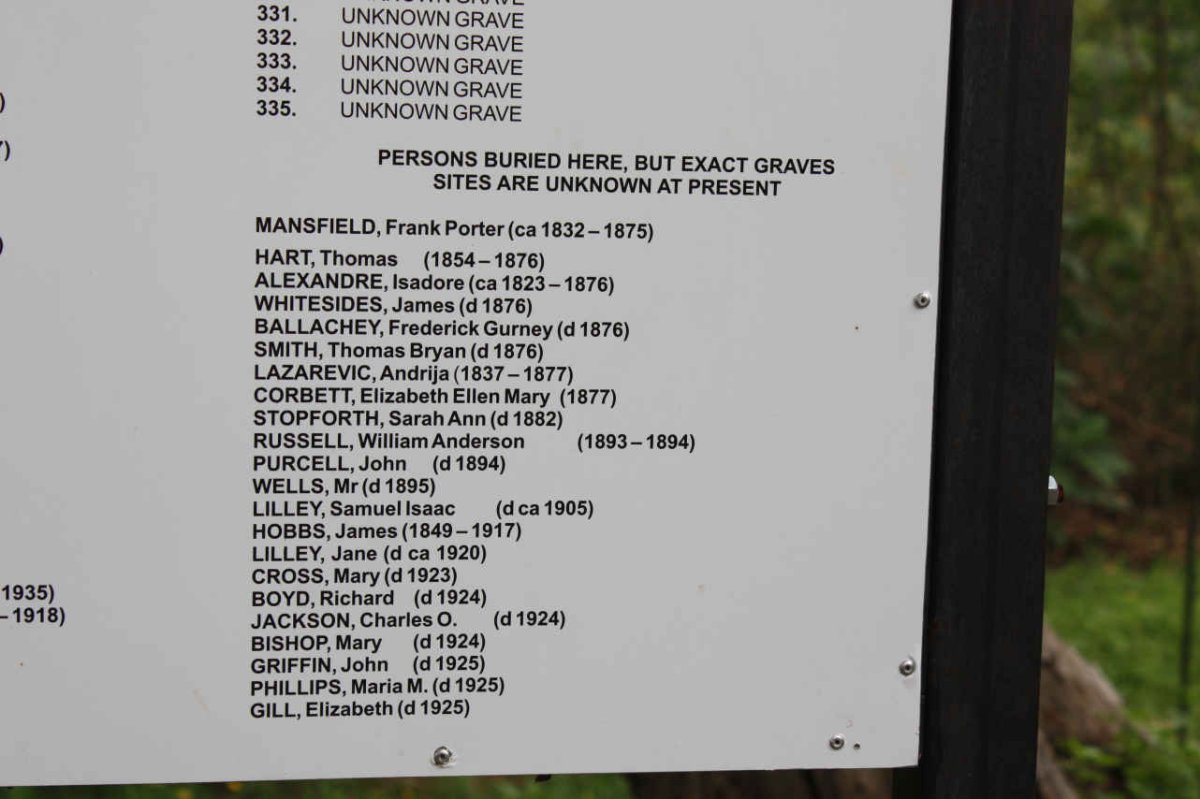 UNKNOWN GRAVE
331. UNKNOWN GRAVE
332. UNKNOWN GRAVE
333. UNKNOWN GRAVE
334. UNKNOWN GRAVE
335. UNKNOWN GRAVE
PERSONS BURIED HERE, BUT EXACT GRAVES
SITES ARE UNKNOWN AT PRESENT
MANSFIELD, Frank Porter (ca 1832 – 1875)
HART, Thomas (1854 – 1876)
ALEXANDRE, Isadore (ca 1823 – 1876)
WHITESIDES, James (d 1876)
BALLACHEY, Frederick Gurney (d 1876)
SMITH, Thomas Bryan (d 1876)
LAZAREVIC, Andrija (1837 – 1877)
CORBETT, Elizabeth Ellen Mary (1877)
STOPFORTH, Sarah Ann (d 1882)
RUSSELL, William Anderson (1893 – 1894)
PURCELL, John (d 1894)
WELLS, Mr (d 1895)
LILLEY, Samuel Isaac (d ca 1905)
HOBBS, James (1849 – 1917)
LILLEY, Jane (d ca 1920)
CROSS, Mary (d 1923)
BOYD, Richard (d 1924)
JACKSON, Charles O. (d 1924)
BISHOP, Mary (d 1924)
GRIFFIN, John (d 1925)
PHILLIPS, Maria M. (d 1925)
GILL, Elizabeth (d 1925)
1935)
– 1918)